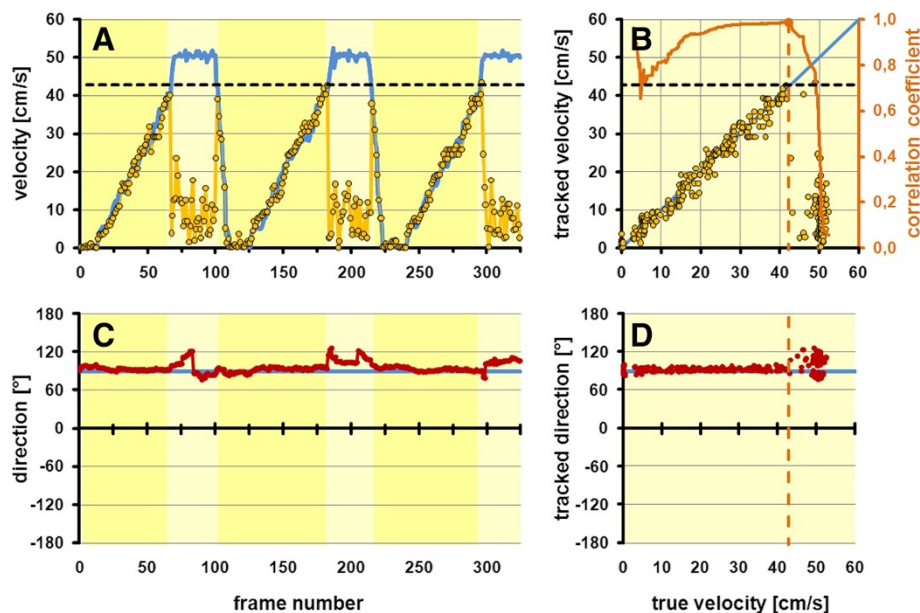 A
velocity [cm/s]
60
50
40
30
20
10
0
0 50 100 150 200 250 300
B
tracked velocity [cm/s]
60
50
40
30
20
10
0
0 10 20 30 40 50 60
1,0
0,8
0,6
0,4
0,2
0,0
correlation coefficient
C
direction [°]
180
120
60
0
-60
-120
-180
0 50 100 150 200 250 300
frame number
D
tracked direction [°]
180
120
60
0
-60
-120
-180
0 10 20 30 40 50 60
true velocity [cm/s]